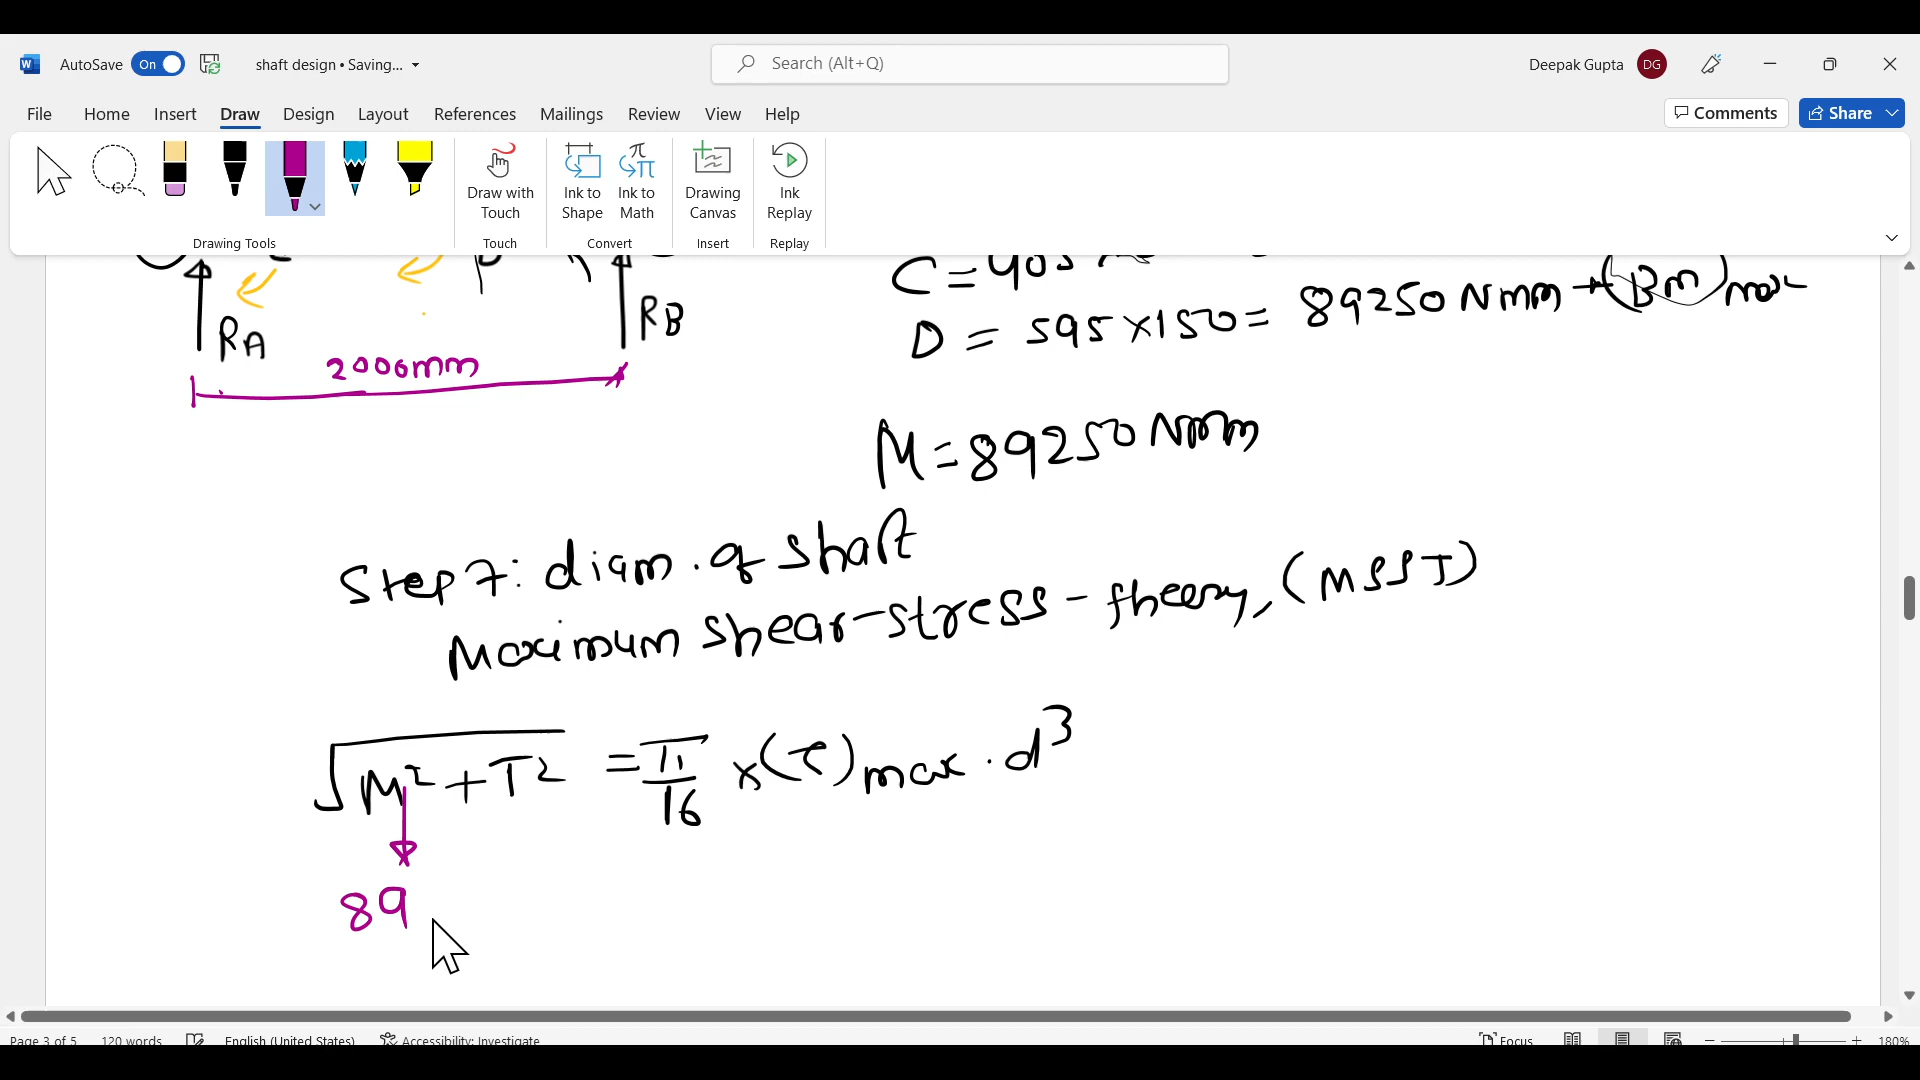 AutoSave On shaft design • Saving... Search (Alt+Q) Deepak Gupta DG
File Home Insert Draw Design Layout References Mailings Review View Help Comments Share
Draw with Touch
Ink to Shape
Ink to Math
Drawing Canvas
Ink Replay
Drawing Tools Touch Convert Insert Replay
RA
RB
2000mm
D = 595×150 = 89250 Nmm → (Bm)max
M = 89250 Nmm
Step 7: diam. of shaft
Maximum shear-stress-theory, (MSST)
√M²+T² = π/16 × (τ)max . d³
89
Page 3 of 5 120 words English (United States) Accessibility: Investigate Focus 180%